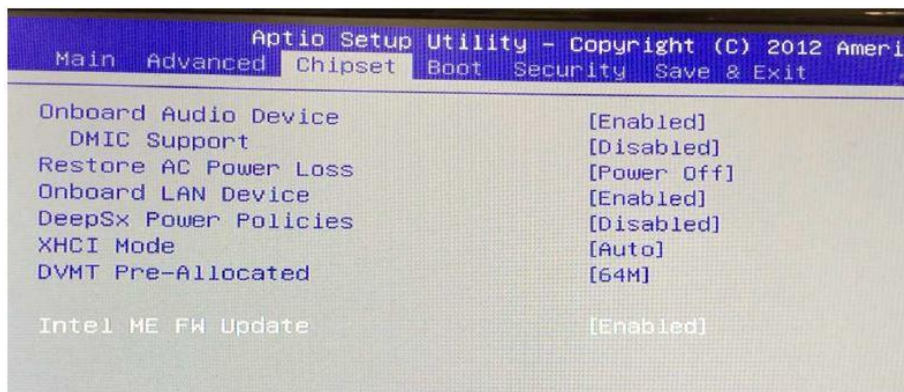 Aptio Setup Utility - Copyright (C) 2012 Ameri
Main Advanced Chipset Boot Security Save & Exit
Onboard Audio Device [Enabled]
DMIC Support [Disabled]
Restore AC Power Loss [Power Off]
Onboard LAN Device [Enabled]
DeepSx Power Policies [Disabled]
XHCI Mode [Auto]
DVMT Pre-Allocated [64M]
Intel ME FW Update [Enabled]